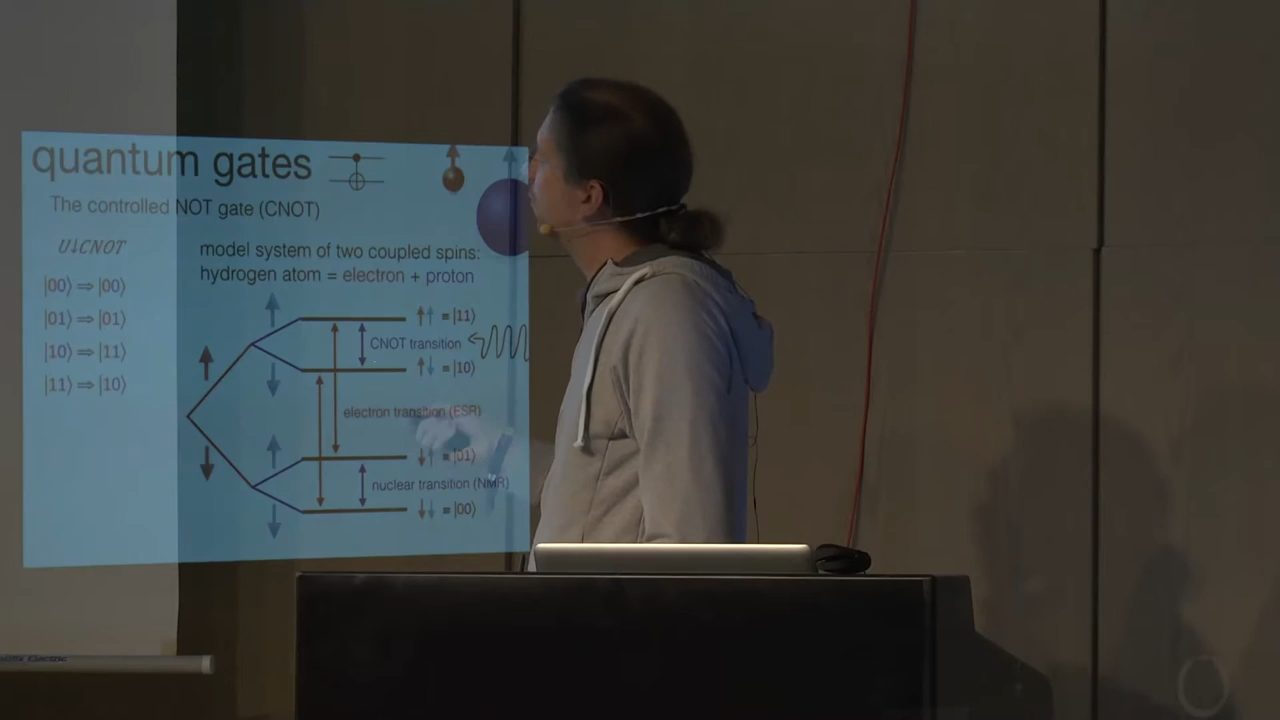 quantum gates
The controlled NOT gate (CNOT)
U↓CNOT
|00⟩ ⇒ |00⟩
|01⟩ ⇒ |01⟩
|10⟩ ⇒ |11⟩
|11⟩ ⇒ |10⟩
model system of two coupled spins:
hydrogen atom = electron + proton
↑↑ ≡ |11⟩
CNOT transition
↑↓ ≡ |10⟩
electron transition (ESR)
↓↑ ≡ |01⟩
nuclear transition (NMR)
↓↓ ≡ |00⟩